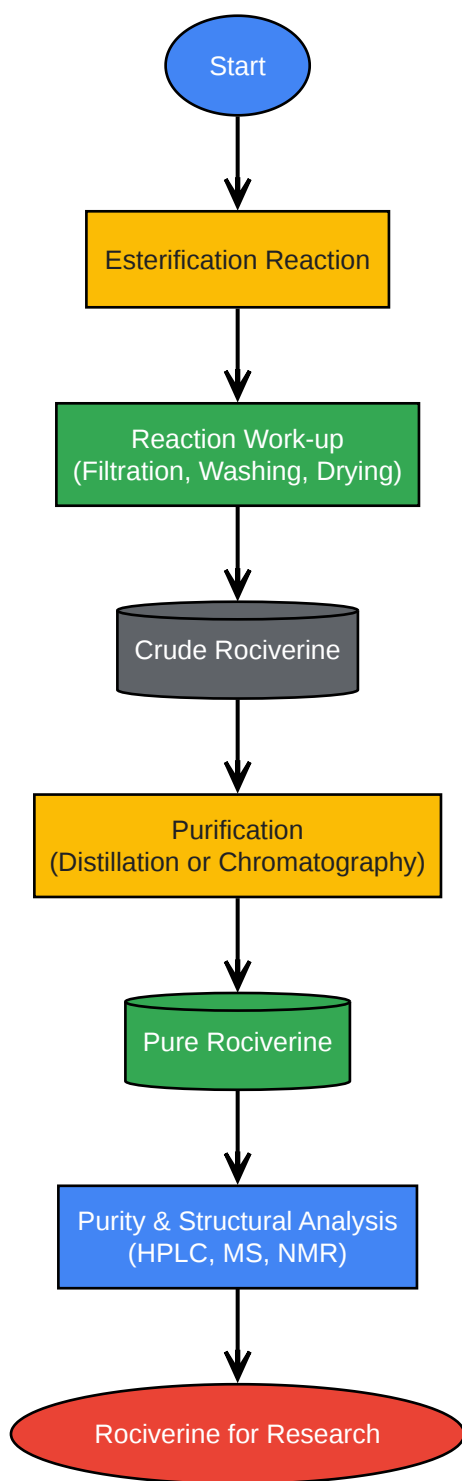 Start
Esterification Reaction
Reaction Work-up
(Filtration, Washing, Drying)
Crude Rociverine
Purification
(Distillation or Chromatography)
Pure Rociverine
Purity & Structural Analysis
(HPLC, MS, NMR)
Rociverine for Research